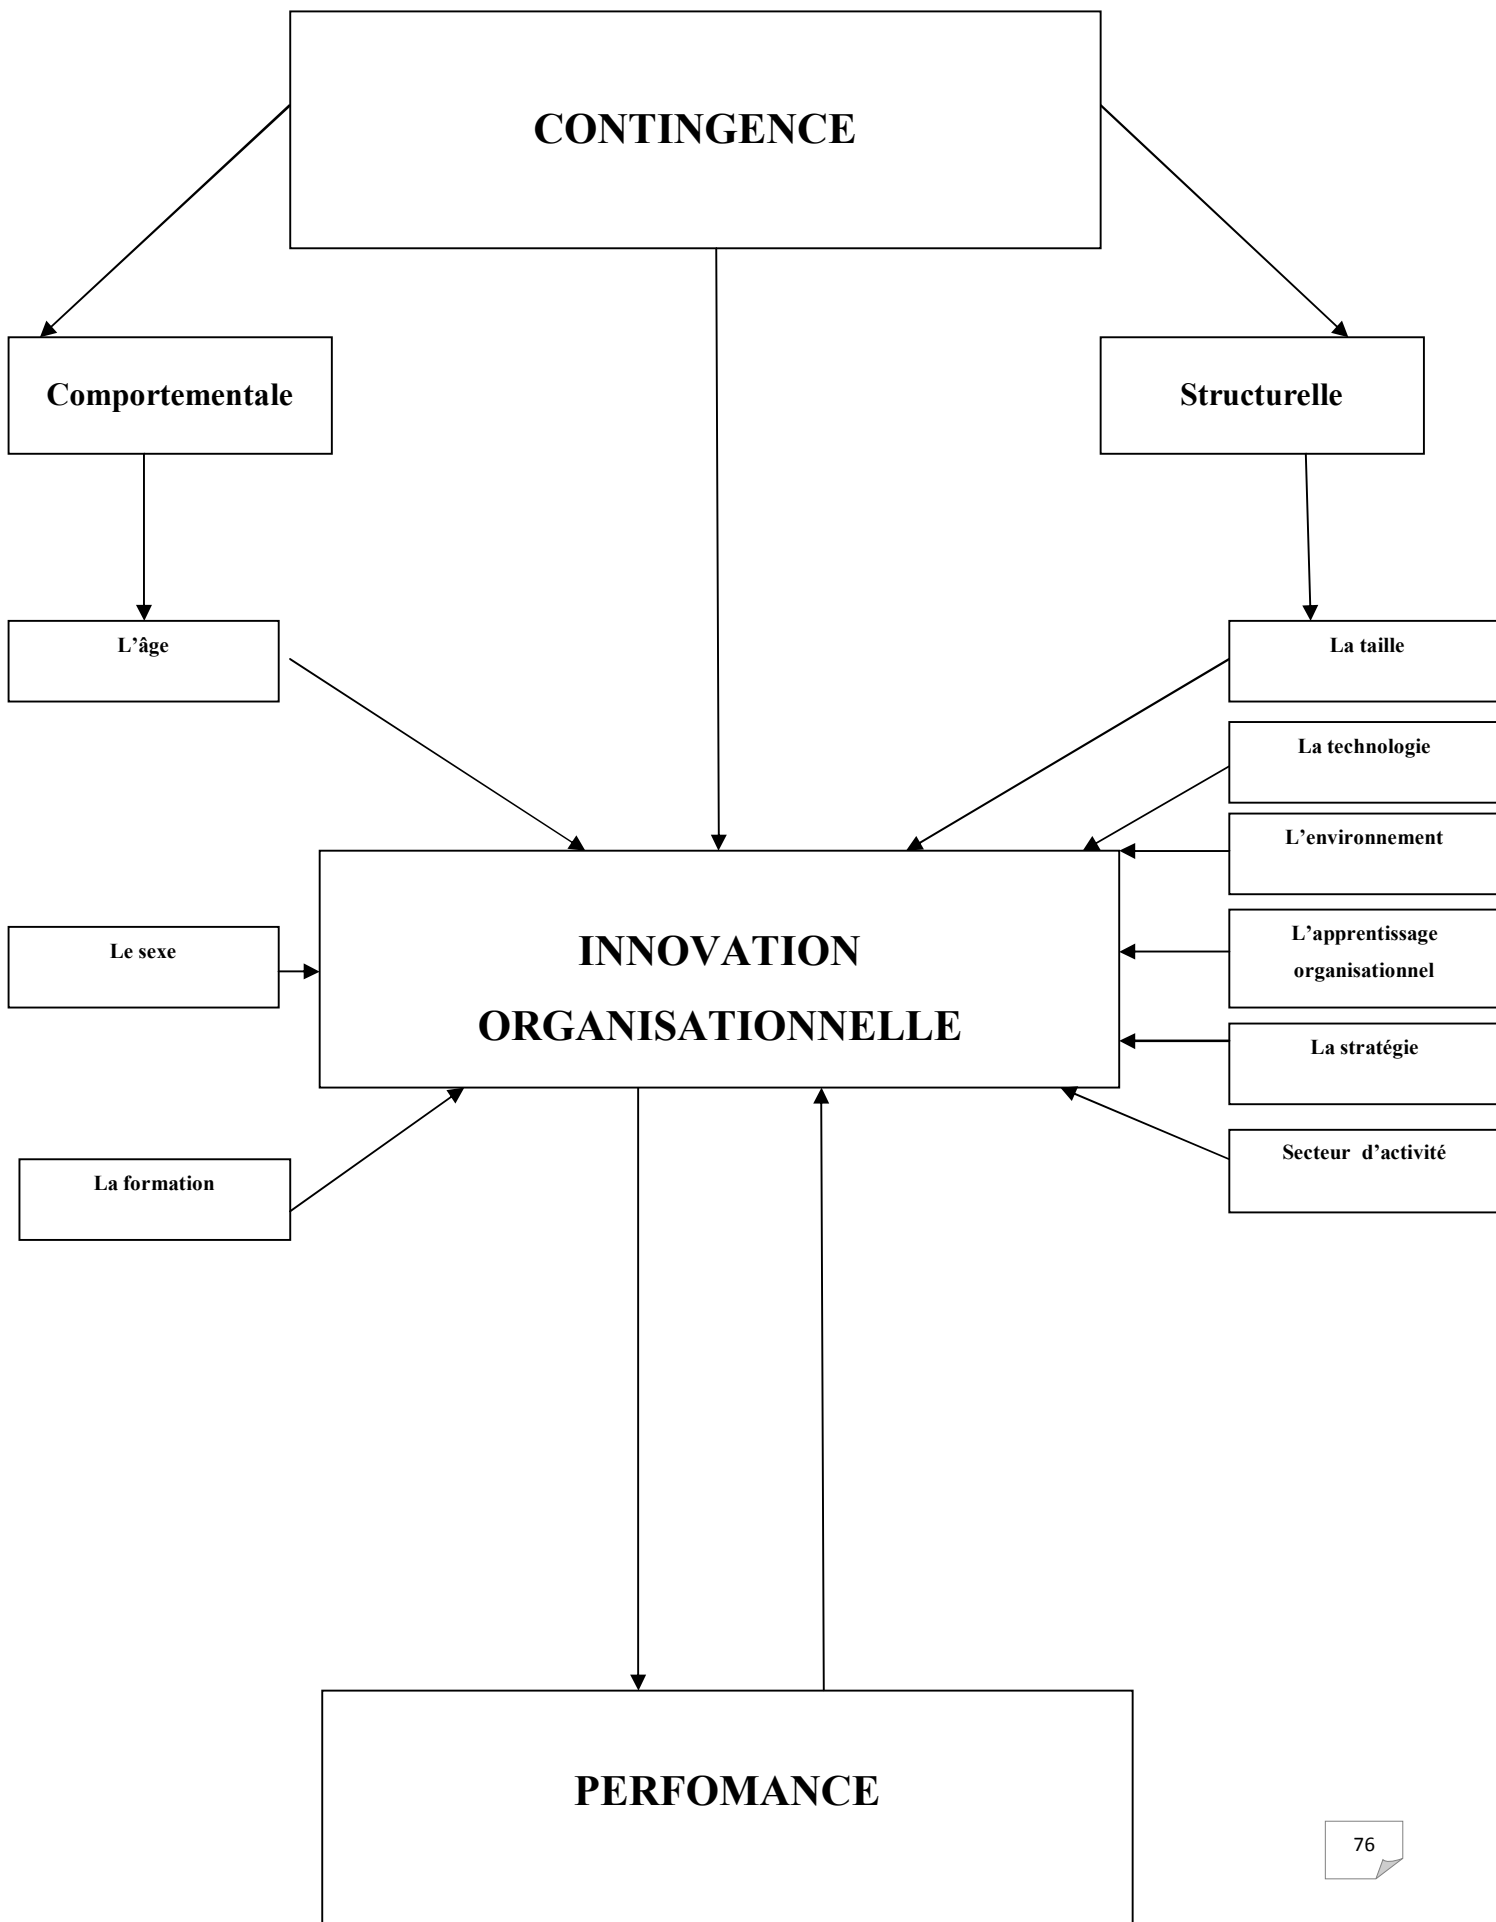 CONTINGENCE
Comportementale
Structurelle
L’âge
La taille
La technologie
L’environnement
Le sexe
INNOVATION
ORGANISATIONNELLE
L’apprentissage
organisationnel
La stratégie
La formation
Secteur d’activité
PERFOMANCE
76